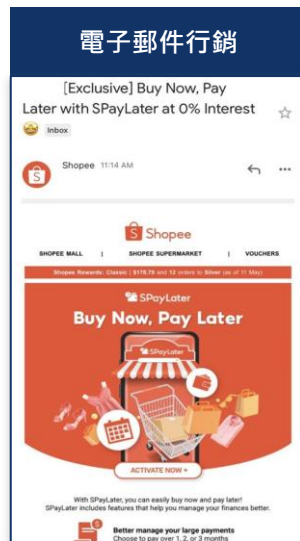 電子郵件行銷
[Exclusive] Buy Now, Pay
Later with SPayLater at 0% Interest
Inbox
Shopee 11:14 AM
S
Shopee
SHOPEE MALL | SHOPEE SUPERMARKET | VOUCHERS
Shopee Rewards: Classic | $178.79 and 12 orders to Silver (as of 11 May)
SPayLater
Buy Now, Pay Later
SPayLater
ACTIVATE NOW
With SPayLater, you can easily buy now and pay later!
SPayLater includes features that help you manage your finances better.
Better manage your large payments
Choose to pay over 1, 2, or 3 months